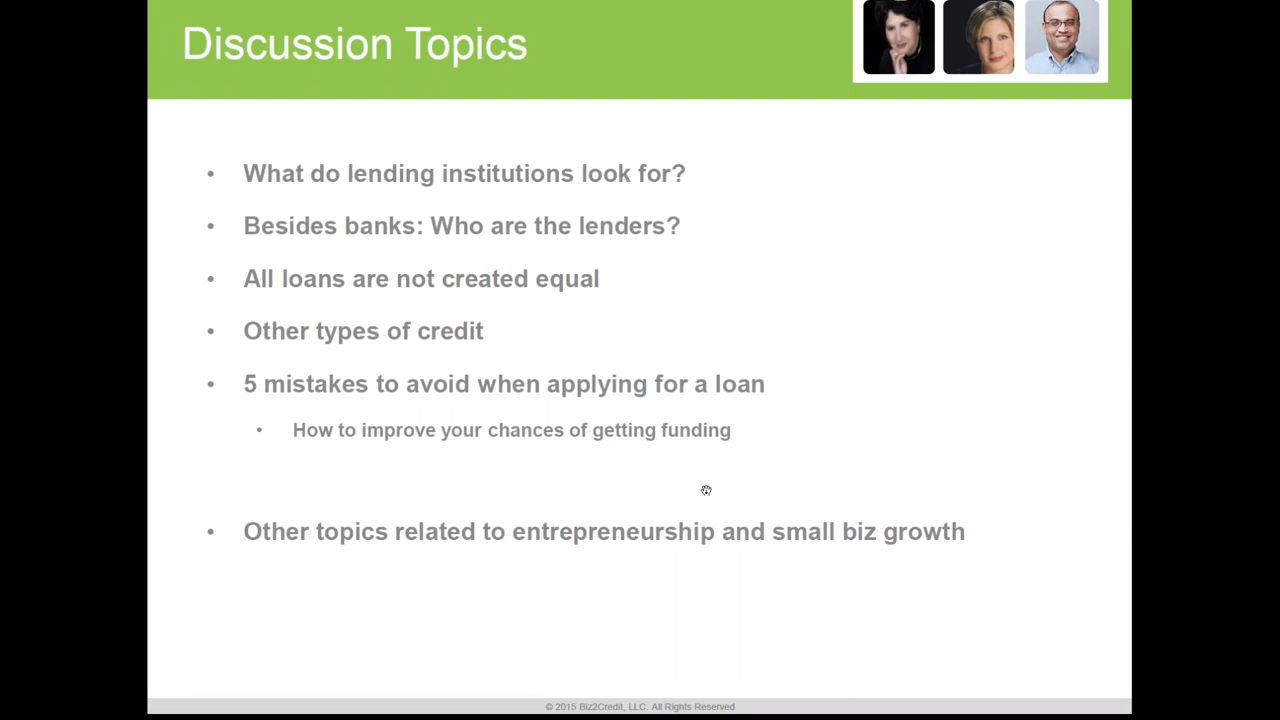 Discussion Topics
• What do lending institutions look for?
• Besides banks: Who are the lenders?
• All loans are not created equal
• Other types of credit
• 5 mistakes to avoid when applying for a loan
• How to improve your chances of getting funding
• Other topics related to entrepreneurship and small biz growth
© 2015 Biz2Credit, LLC. All Rights Reserved